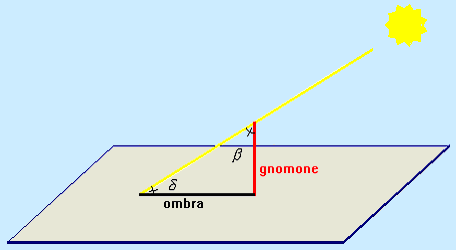 β
gnomone
δ
ombra